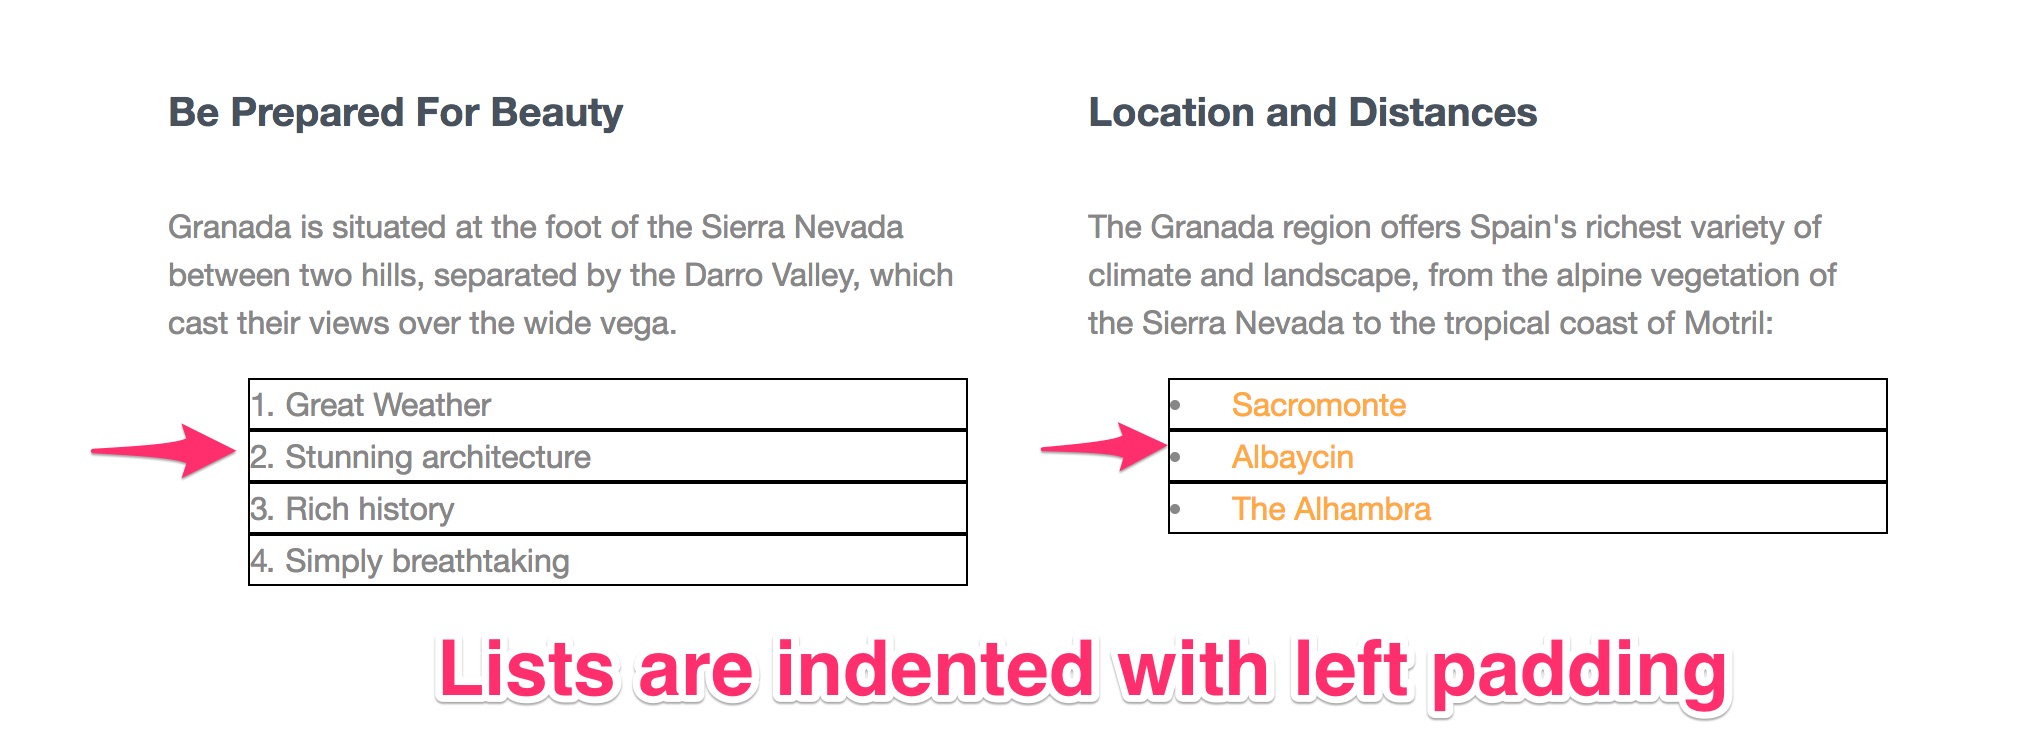 Be Prepared For Beauty
Granada is situated at the foot of the Sierra Nevada
between two hills, separated by the Darro Valley, which
cast their views over the wide vega.
1. Great Weather
2. Stunning architecture
3. Rich history
4. Simply breathtaking
Location and Distances
The Granada region offers Spain's richest variety of
climate and landscape, from the alpine vegetation of
the Sierra Nevada to the tropical coast of Motril:
• Sacromonte
• Albaycin
• The Alhambra
Lists are indented with left padding